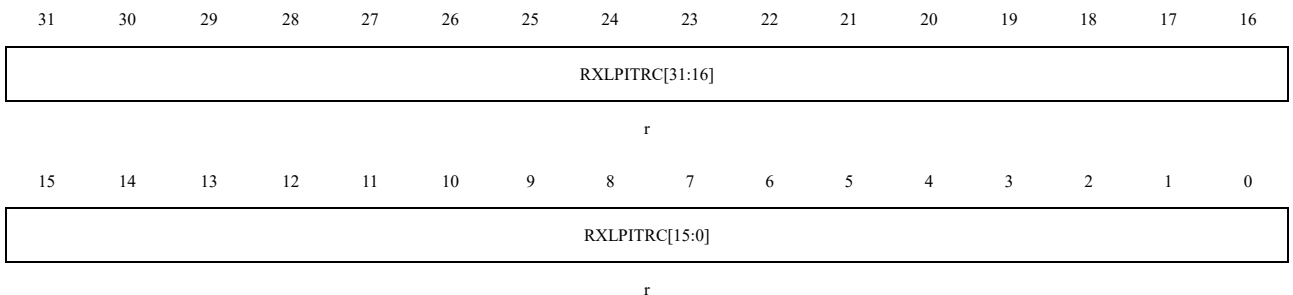 31 30 29 28 27 26 25 24 23 22 21 20 19 18 17 16
RXLPITRC[31:16]
r
15 14 13 12 11 10 9 8 7 6 5 4 3 2 1 0
RXLPITRC[15:0]
r